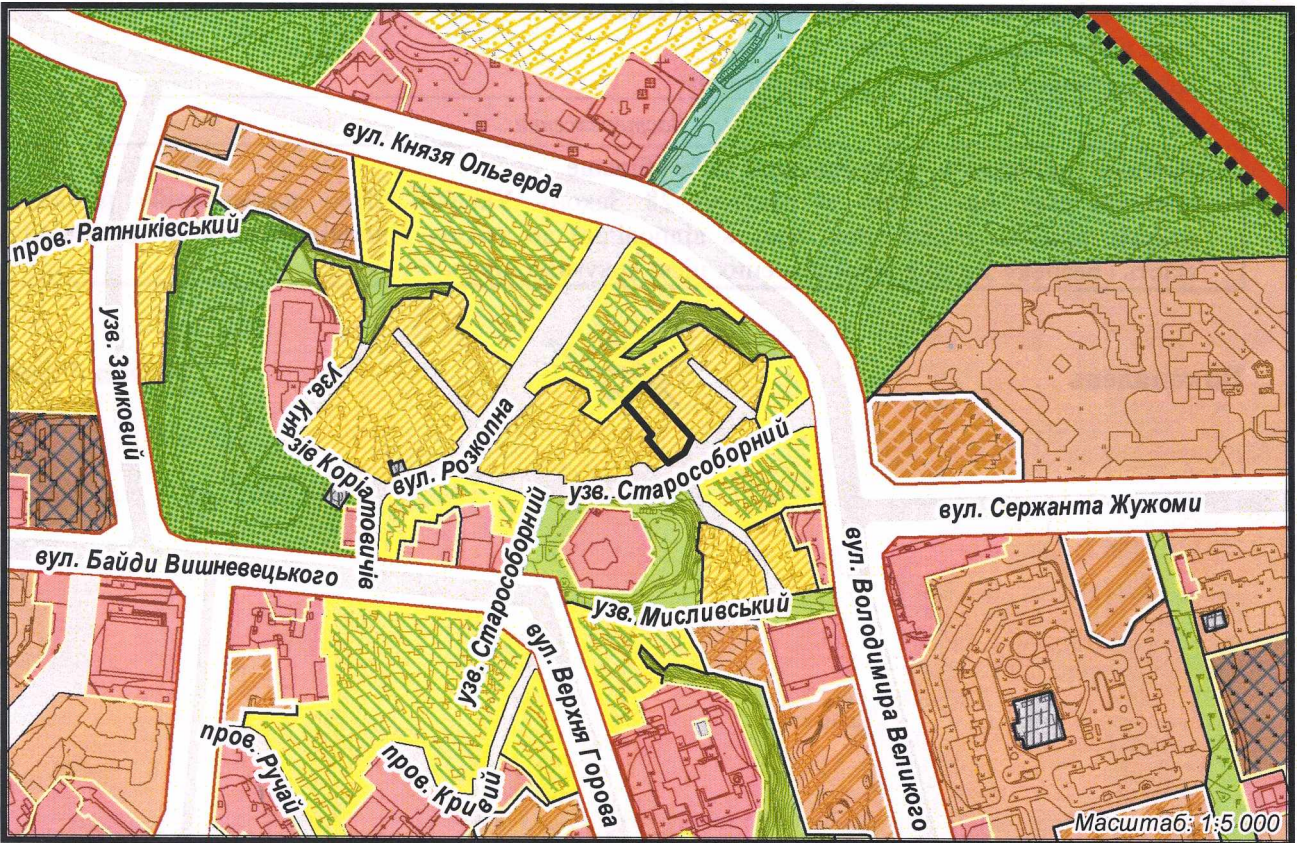 вул. Князя Ольгерда
пров. Ратниківський
узв. Замковий
узв. Князів Коріатовичів
вул. Розкопна
узв. Старособорний
узв. Старособорний
вул. Сержанта Жужоми
вул. Байди Вишневецького
узв. Мисливський
вул. Володимира Великого
вул. Верхня Горова
пров. Ручай
пров. Кривий
Масштаб: 1:5 000